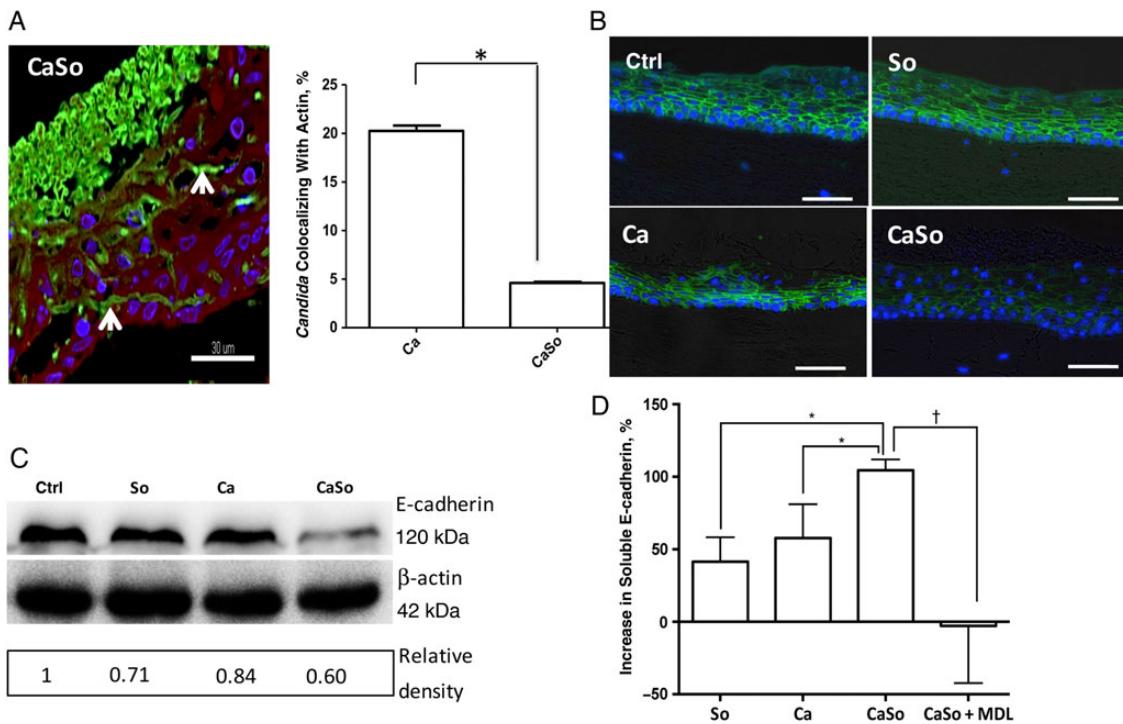 A
CaSo
30 um
Candida Colocalizing With Actin, %
25
20
15
10
5
0
Ca
CaSo
*
B
Ctrl
So
Ca
CaSo
C
Ctrl So Ca CaSo
E-cadherin
120 kDa
β-actin
42 kDa
1 0.71 0.84 0.60
Relative
density
D
Increase in Soluble E-cadherin, %
150
100
50
0
−50
*
*
†
So Ca CaSo CaSo + MDL